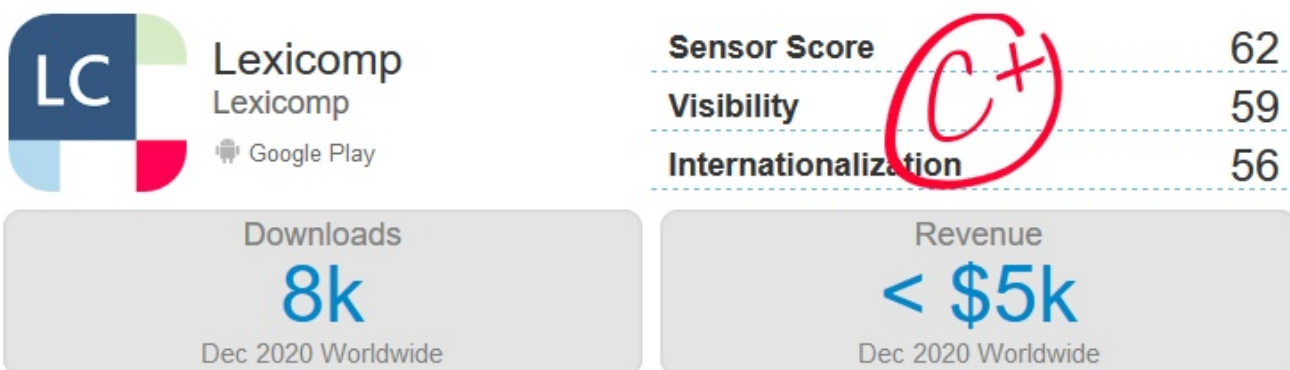 LC
Lexicomp
Lexicomp
Google Play
Sensor Score 62
Visibility 59
Internationalization 56
C+
Downloads
8k
Dec 2020 Worldwide
Revenue
< $5k
Dec 2020 Worldwide